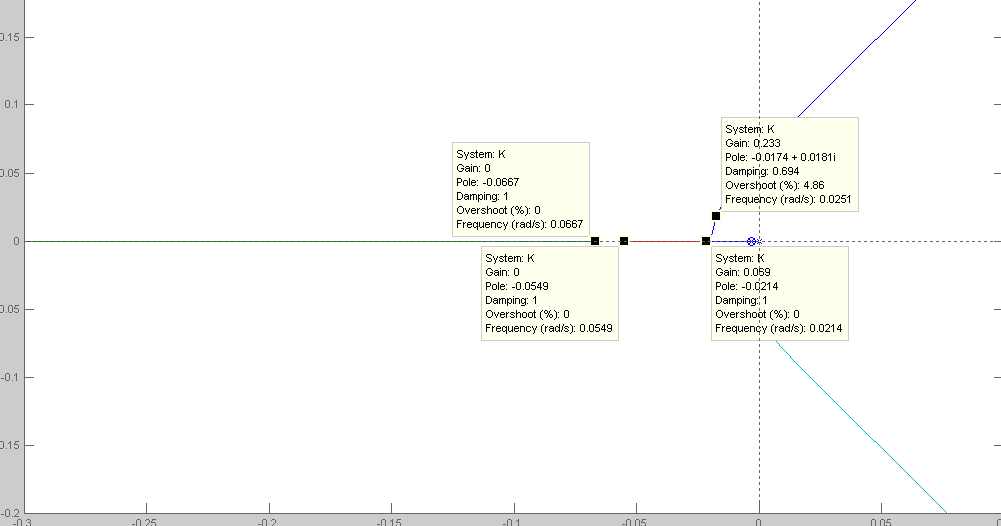 0.15
0.1
0.05
0
0.05
-0.1
0.15
-0.2
System: K
Gain: 0
Pole: -0.0667
Damping: 1
Overshoot (%): 0
Frequency (rad/s): 0.0667
System: K
Gain: 0.233
Pole: -0.0174 + 0.0181i
Damping: 0.694
Overshoot (%): 4.86
Frequency (rad/s): 0.0251
System: K
Gain: 0
Pole: -0.0549
Damping: 1
Overshoot (%): 0
Frequency (rad/s): 0.0549
System: K
Gain: 0.059
Pole: -0.0214
Damping: 1
Overshoot (%): 0
Frequency (rad/s): 0.0214
-0.3 -0.25 -0.2 -0.15 -0.1 -0.05 0 0.05